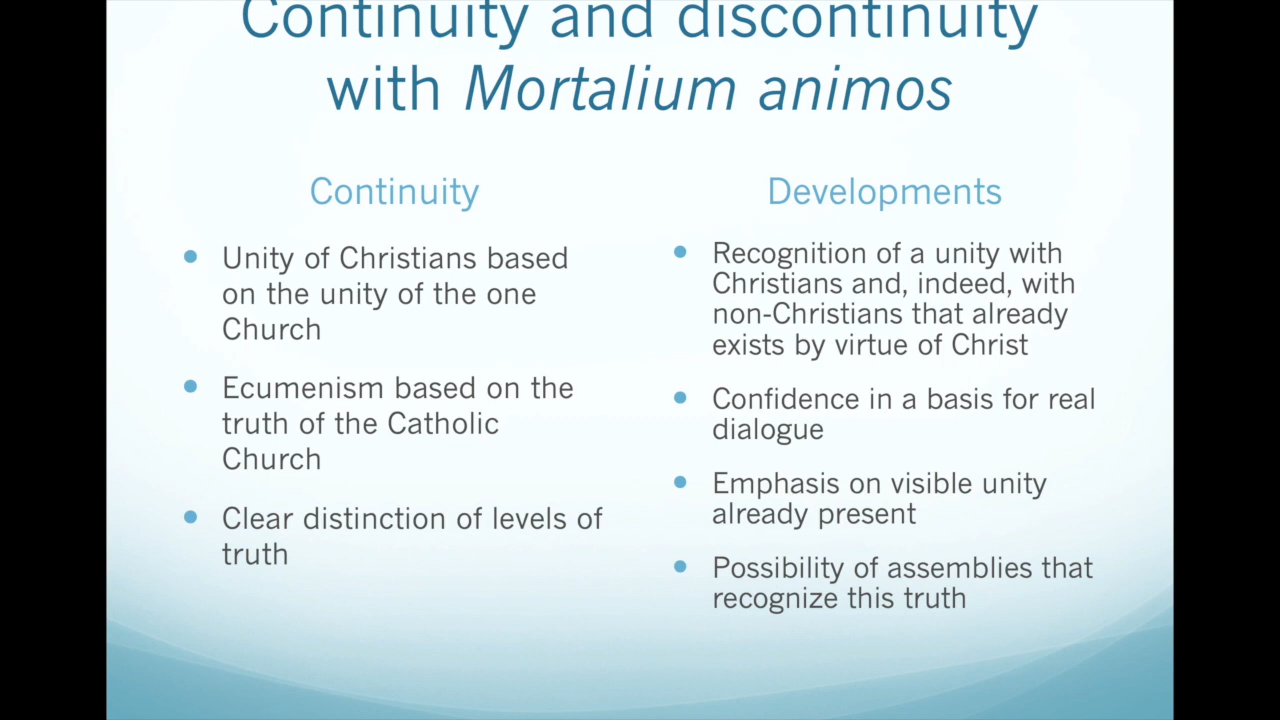 Continuity and discontinuity
with Mortalium animos
Continuity
Unity of Christians based
on the unity of the one
Church
Ecumenism based on the
truth of the Catholic
Church
Clear distinction of levels of
truth
Developments
Recognition of a unity with
Christians and, indeed, with
non-Christians that already
exists by virtue of Christ
Confidence in a basis for real
dialogue
Emphasis on visible unity
already present
Possibility of assemblies that
recognize this truth